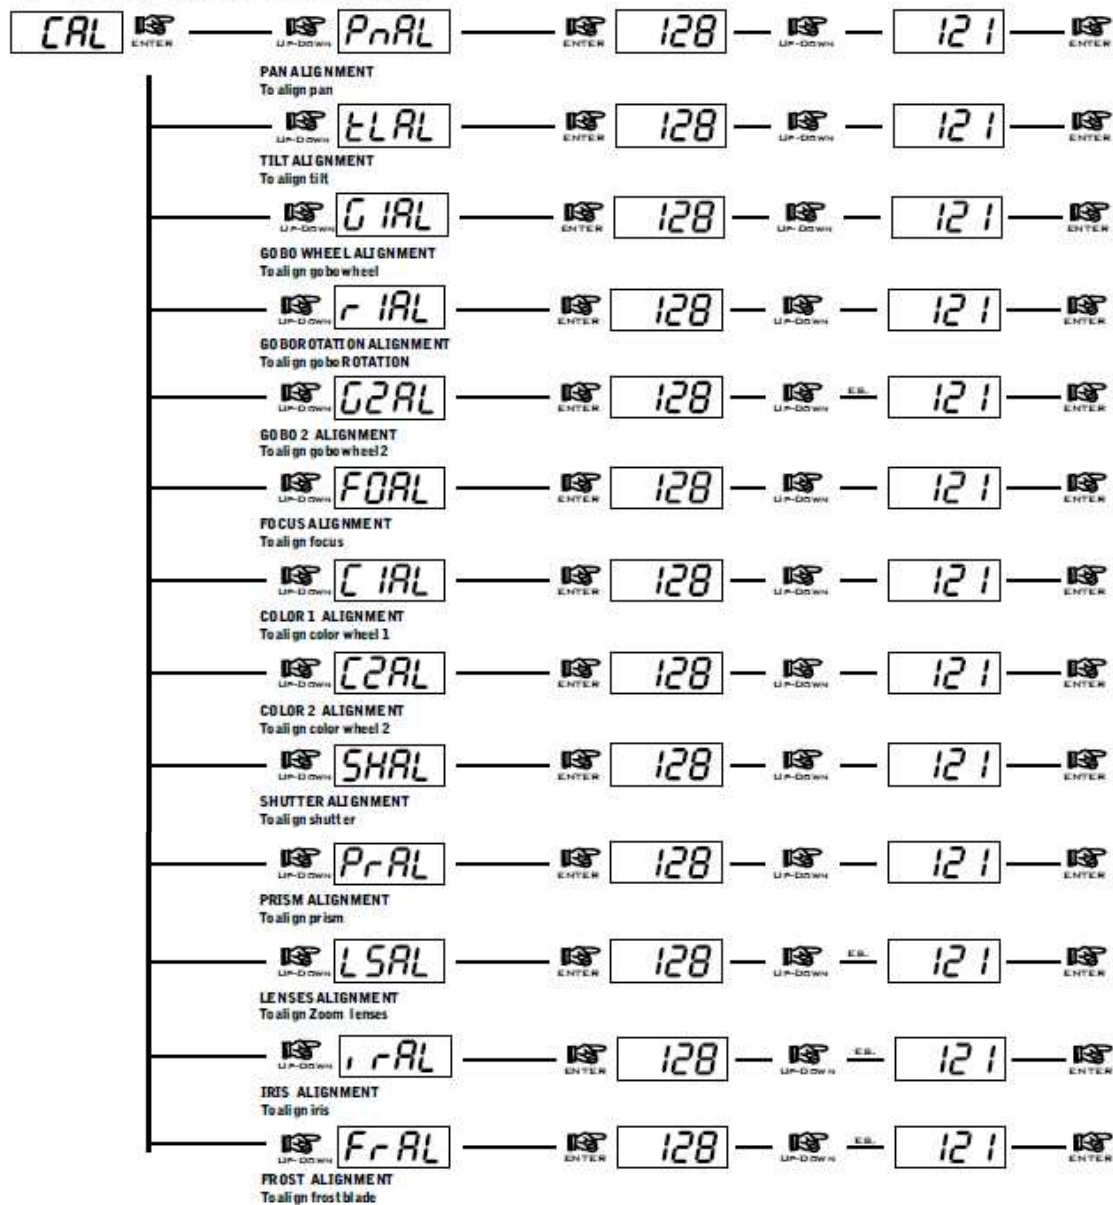 CAL ENTER UP-DOWN PnAL ENTER 128 UP-DOWN 121 ENTER
PAN ALIGNMENT
To align pan
UP-DOWN tLAL ENTER 128 UP-DOWN 121 ENTER
TILT ALIGNMENT
To align tilt
UP-DOWN G1AL ENTER 128 UP-DOWN 121 ENTER
GOBO WHEEL ALIGNMENT
To align gobo wheel
UP-DOWN r1AL ENTER 128 UP-DOWN 121 ENTER
GOBO ROTATION ALIGNMENT
To align gobo ROTATION
UP-DOWN G2AL ENTER 128 UP-DOWN E.G. 121 ENTER
GOBO 2 ALIGNMENT
To align gobo wheel 2
UP-DOWN FOAL ENTER 128 UP-DOWN 121 ENTER
FOCUS ALIGNMENT
To align focus
UP-DOWN C1AL ENTER 128 UP-DOWN 121 ENTER
COLOR 1 ALIGNMENT
To align color wheel 1
UP-DOWN C2AL ENTER 128 UP-DOWN 121 ENTER
COLOR 2 ALIGNMENT
To align color wheel 2
UP-DOWN SHAL ENTER 128 UP-DOWN 121 ENTER
SHUTTER ALIGNMENT
To align shutter
UP-DOWN PrAL ENTER 128 UP-DOWN 121 ENTER
PRISM ALIGNMENT
To align prism
UP-DOWN LSAL ENTER 128 UP-DOWN E.G. 121 ENTER
LENSES ALIGNMENT
To align Zoom lenses
UP-DOWN irAL ENTER 128 UP-DOWN E.G. 121 ENTER
IRIS ALIGNMENT
To align iris
UP-DOWN FrAL ENTER 128 UP-DOWN E.G. 121 ENTER
FROST ALIGNMENT
To align frost blade